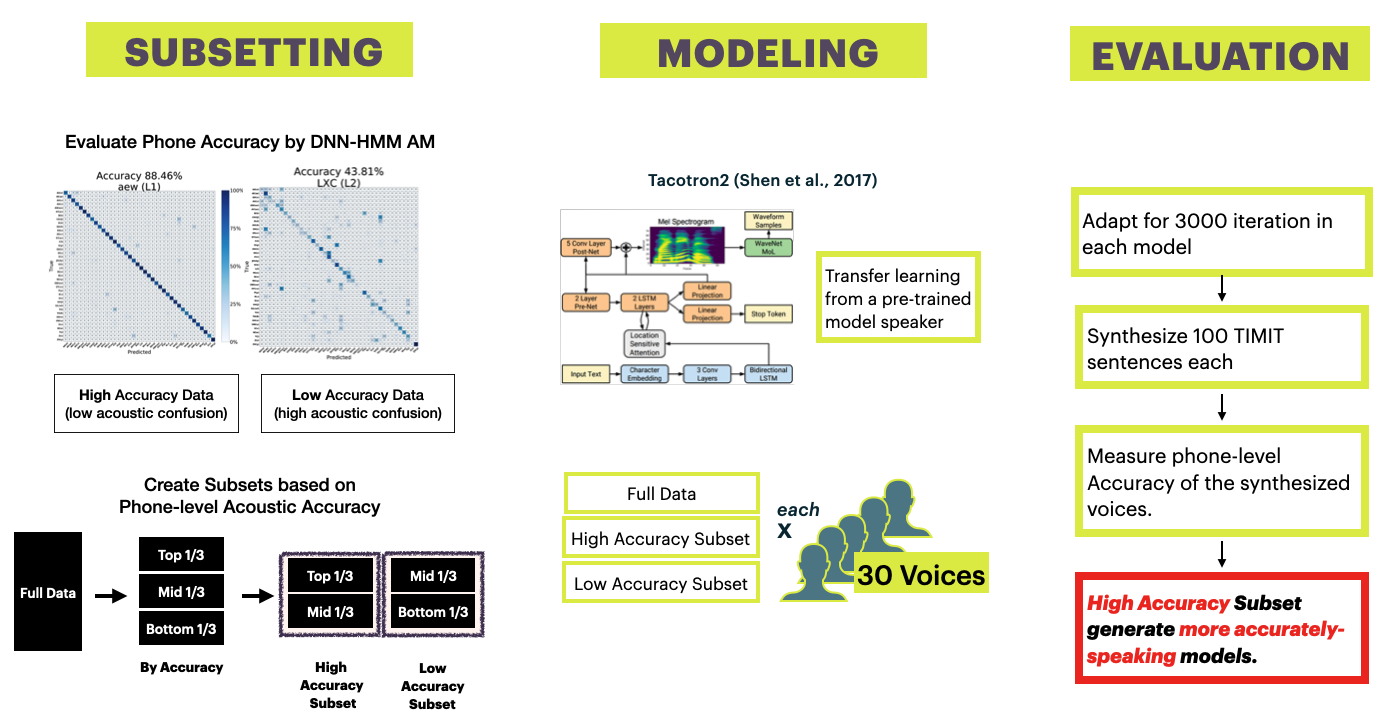 SUBSETTING
Evaluate Phone Accuracy by DNN-HMM AM
Accuracy 88.46%
aew (L1)
True
Predicted
100%
75%
50%
25%
0%
Accuracy 43.81%
LXC (L2)
True
Predicted
High Accuracy Data
(low acoustic confusion)
Low Accuracy Data
(high acoustic confusion)
Create Subsets based on
Phone-level Acoustic Accuracy
Full Data
Top 1/3
Mid 1/3
Bottom 1/3
By Accuracy
Top 1/3
Mid 1/3
High
Accuracy
Subset
Mid 1/3
Bottom 1/3
Low
Accuracy
Subset
MODELING
Tacotron2 (Shen et al., 2017)
Mel Spectrogram
Waveform
Samples
5 Conv Layer
Post-Net
WaveNet
MoL
2 Layer
Pre-Net
2 LSTM
Layers
Linear
Projection
Linear
Projection
Stop Token
Location
Sensitive
Attention
Input Text
Character
Embedding
3 Conv
Layers
Bidirectional
LSTM
Transfer learning
from a pre-trained
model speaker
Full Data
High Accuracy Subset
Low Accuracy Subset
each
X
30 Voices
EVALUATION
Adapt for 3000 iteration in
each model
Synthesize 100 TIMIT
sentences each
Measure phone-level
Accuracy of the synthesized
voices.
High Accuracy Subset
generate more accurately-
speaking models.